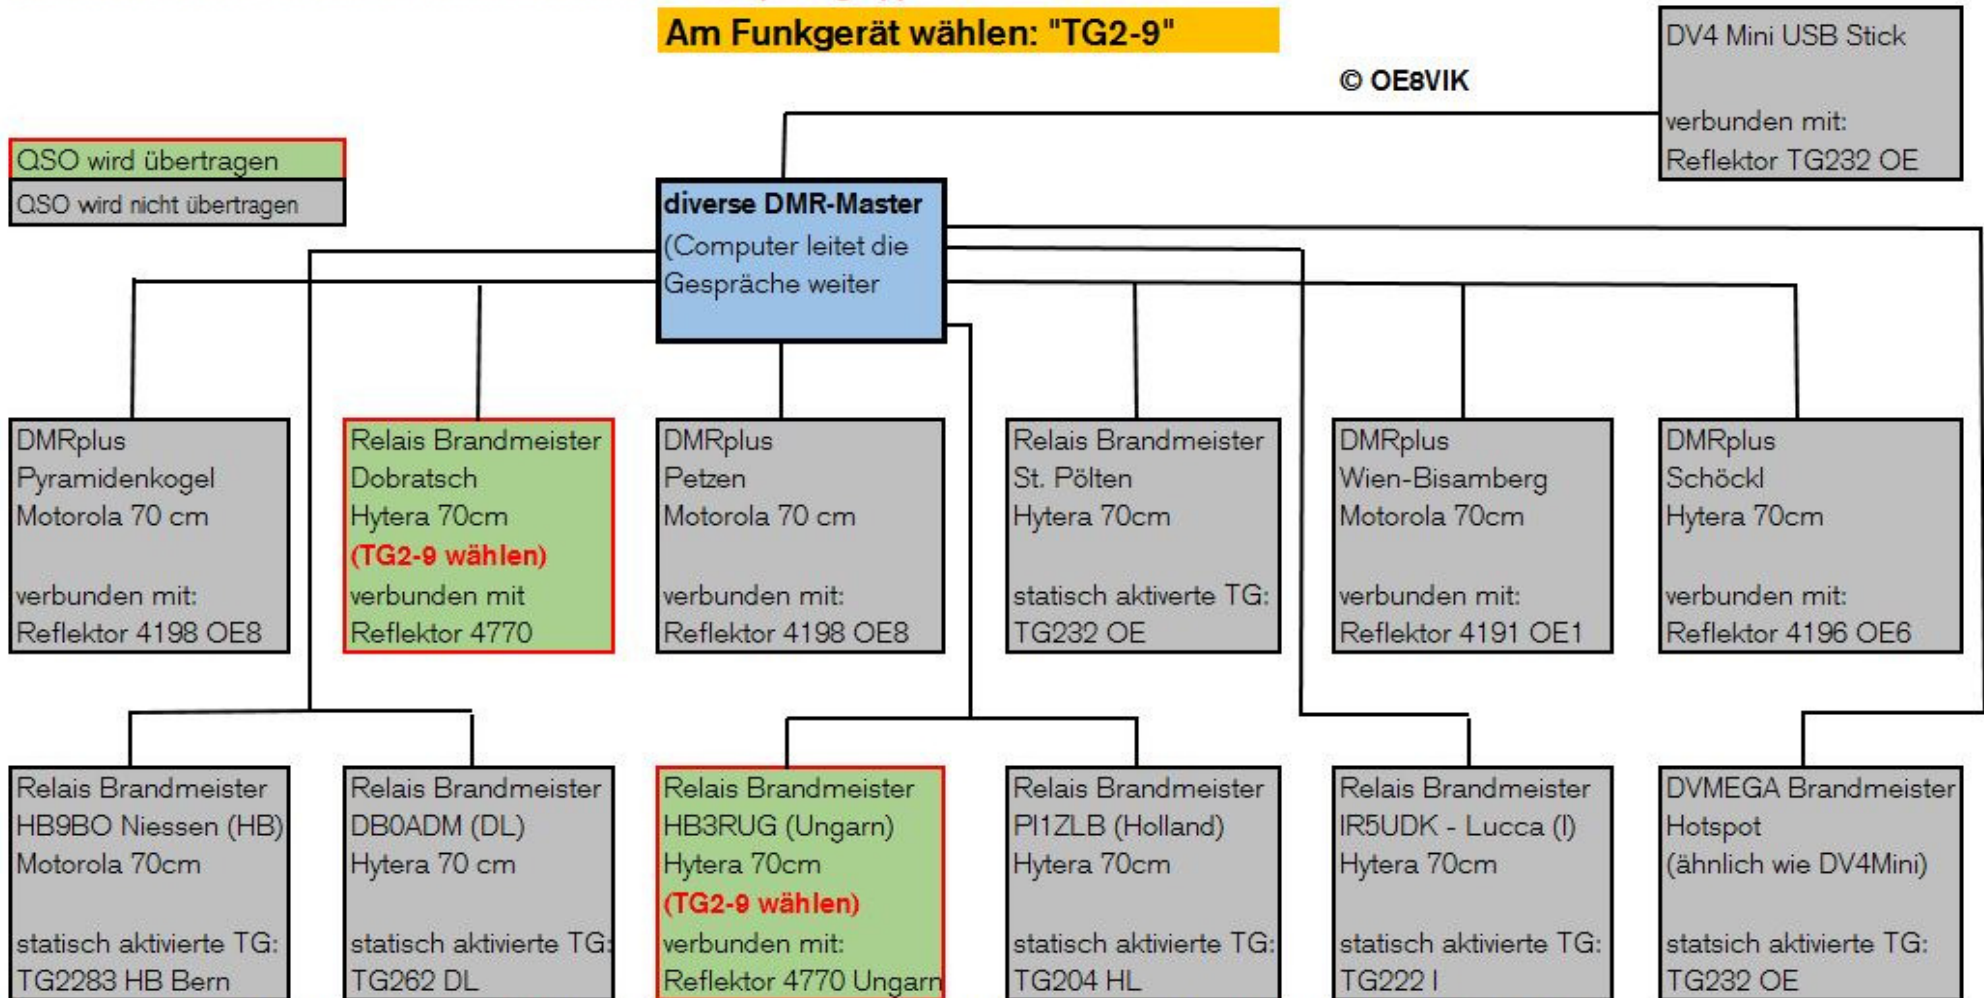 Am Funkgerät wählen: "TG2-9"
© OE8VIK
DV4 Mini USB Stick
verbunden mit:
Reflektor TG232 OE
QSO wird übertragen
QSO wird nicht übertragen
diverse DMR-Master
(Computer leitet die
Gespräche weiter
DMRplus
Pyramidenkogel
Motorola 70 cm
verbunden mit:
Reflektor 4198 OE8
Relais Brandmeister
Dobratsch
Hytera 70cm
(TG2-9 wählen)
verbunden mit
Reflektor 4770
DMRplus
Petzen
Motorola 70 cm
verbunden mit:
Reflektor 4198 OE8
Relais Brandmeister
St. Pölten
Hytera 70cm
statisch aktiverte TG:
TG232 OE
DMRplus
Wien-Bisamberg
Motorola 70cm
verbunden mit:
Reflektor 4191 OE1
DMRplus
Schöckl
Hytera 70cm
verbunden mit:
Reflektor 4196 OE6
Relais Brandmeister
HB9BO Niessen (HB)
Motorola 70cm
statisch aktivierte TG:
TG2283 HB Bern
Relais Brandmeister
DB0ADM (DL)
Hytera 70 cm
statisch aktivierte TG:
TG262 DL
Relais Brandmeister
HB3RUG (Ungarn)
Hytera 70cm
(TG2-9 wählen)
verbunden mit:
Reflektor 4770 Ungarn
Relais Brandmeister
PI1ZLB (Holland)
Hytera 70cm
statisch aktivierte TG:
TG204 HL
Relais Brandmeister
IR5UDK - Lucca (I)
Hytera 70cm
statisch aktivierte TG:
TG222 I
DVMEGA Brandmeister
Hotspot
(ähnlich wie DV4Mini)
statsich aktivierte TG:
TG232 OE